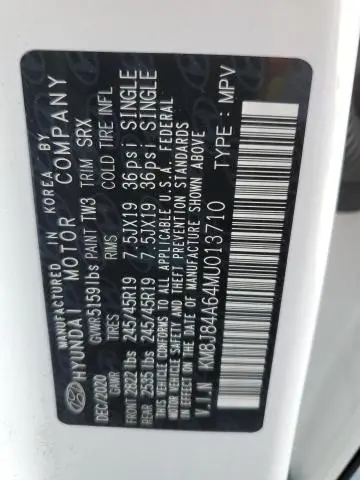 MANUFACTURED IN KOREA BY
HYUNDAI MOTOR COMPANY
DEC/2020 GVWR 5159 lbs PAINT TW3 TRIM SRX
GAWR TIRES RIMS COLD TIRE INFL
FRONT 2822 lbs 245/45R19 7.5JX19 36psi SINGLE
REAR 2535 lbs 245/45R19 7.5JX19 36psi SINGLE
THIS VEHICLE CONFORMS TO ALL APPLICABLE U.S.A. FEDERAL
MOTOR VEHICLE SAFETY AND THEFT PREVENTION STANDARDS
IN EFFECT ON THE DATE OF MANUFACTURE SHOWN ABOVE
V.I.N KM8J84A64MU013710 TYPE : MPV